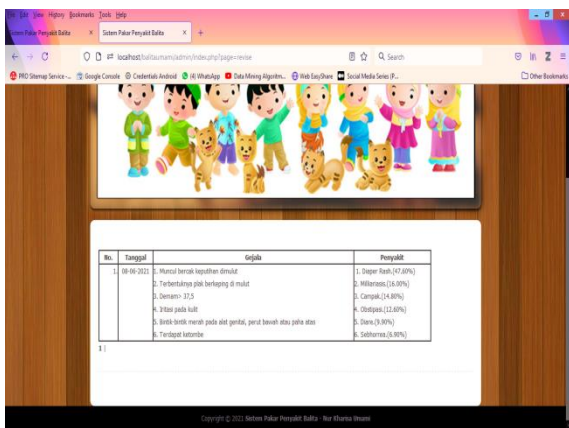 File Edit View History Bookmarks Tools Help
Sistem Pakar Penyakit Balita × Sistem Pakar Penyakit Balita × +
localhost/balitaumami/admin/index.php?page=revise Search
PRO Sitemap Service -... Google Console Credentials Android (4) WhatsApp Data Mining Algoritm... Web EasyShare Social Media Series (P... Other Bookmarks
No. Tanggal Gejala Penyakit
1. 08-06-2021 1. Muncul bercak keputihan dimulut 1. Diaper Rash.(47.60%)
2. Terbentuknya plak berkeping di mulut 2. Miliariasis.(16.00%)
3. Demam> 37,5 3. Campak.(14.80%)
4. Iritasi pada kulit 4. Obstipasi.(12.60%)
5. Bintik-bintik merah pada alat genital, perut bawah atau paha atas 5. Diare.(9.90%)
6. Terdapat ketombe 6. Sebhorrea.(6.90%)
1 |
Copyright © 2021 Sistem Pakar Penyakit Balita - Nur Kharisa Umami